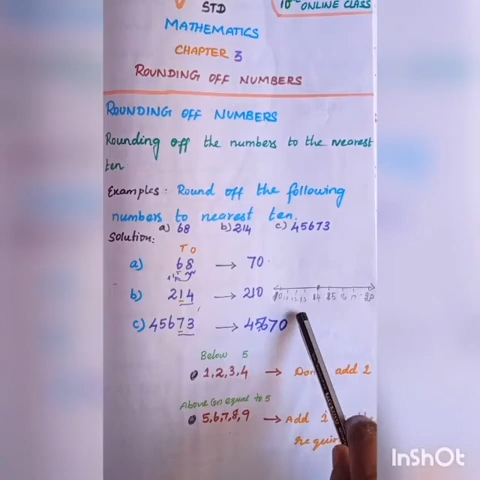 V STD
10th ONLINE CLASS
MATHEMATICS
CHAPTER 3
ROUNDING OFF NUMBERS
ROUNDING OFF NUMBERS
Rounding off the numbers to the nearest
ten
Examples: Round off the following
numbers to nearest ten.
a) 68 b) 214 c) 45673
Solution:
T O
a) 68 → 70
b) 214 → 210
c) 45673 → 45670
Below 5
1,2,3,4 → add 1
Above (or) equal to 5
5,6,7,8,9 → Add 1
InShOt